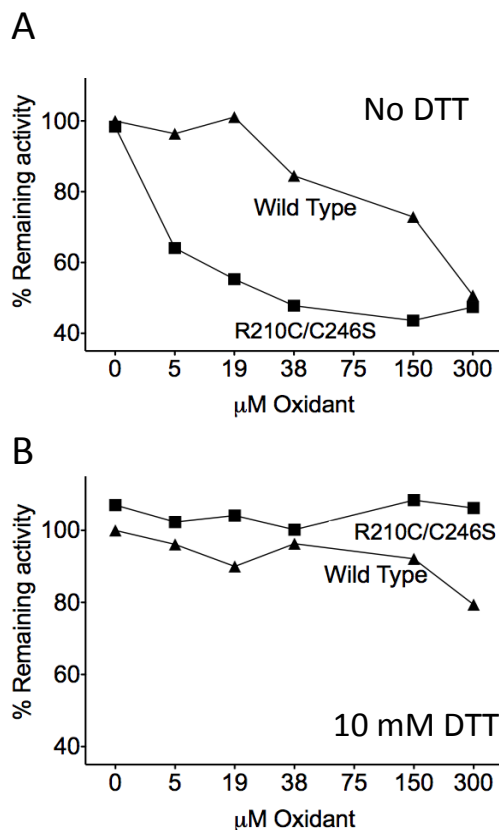 A
No DTT
% Remaining activity
100
80
60
40
Wild Type
R210C/C246S
0 5 19 38 75 150 300
μM Oxidant
B
% Remaining activity
100
80
60
40
R210C/C246S
Wild Type
10 mM DTT
0 5 19 38 75 150 300
μM Oxidant